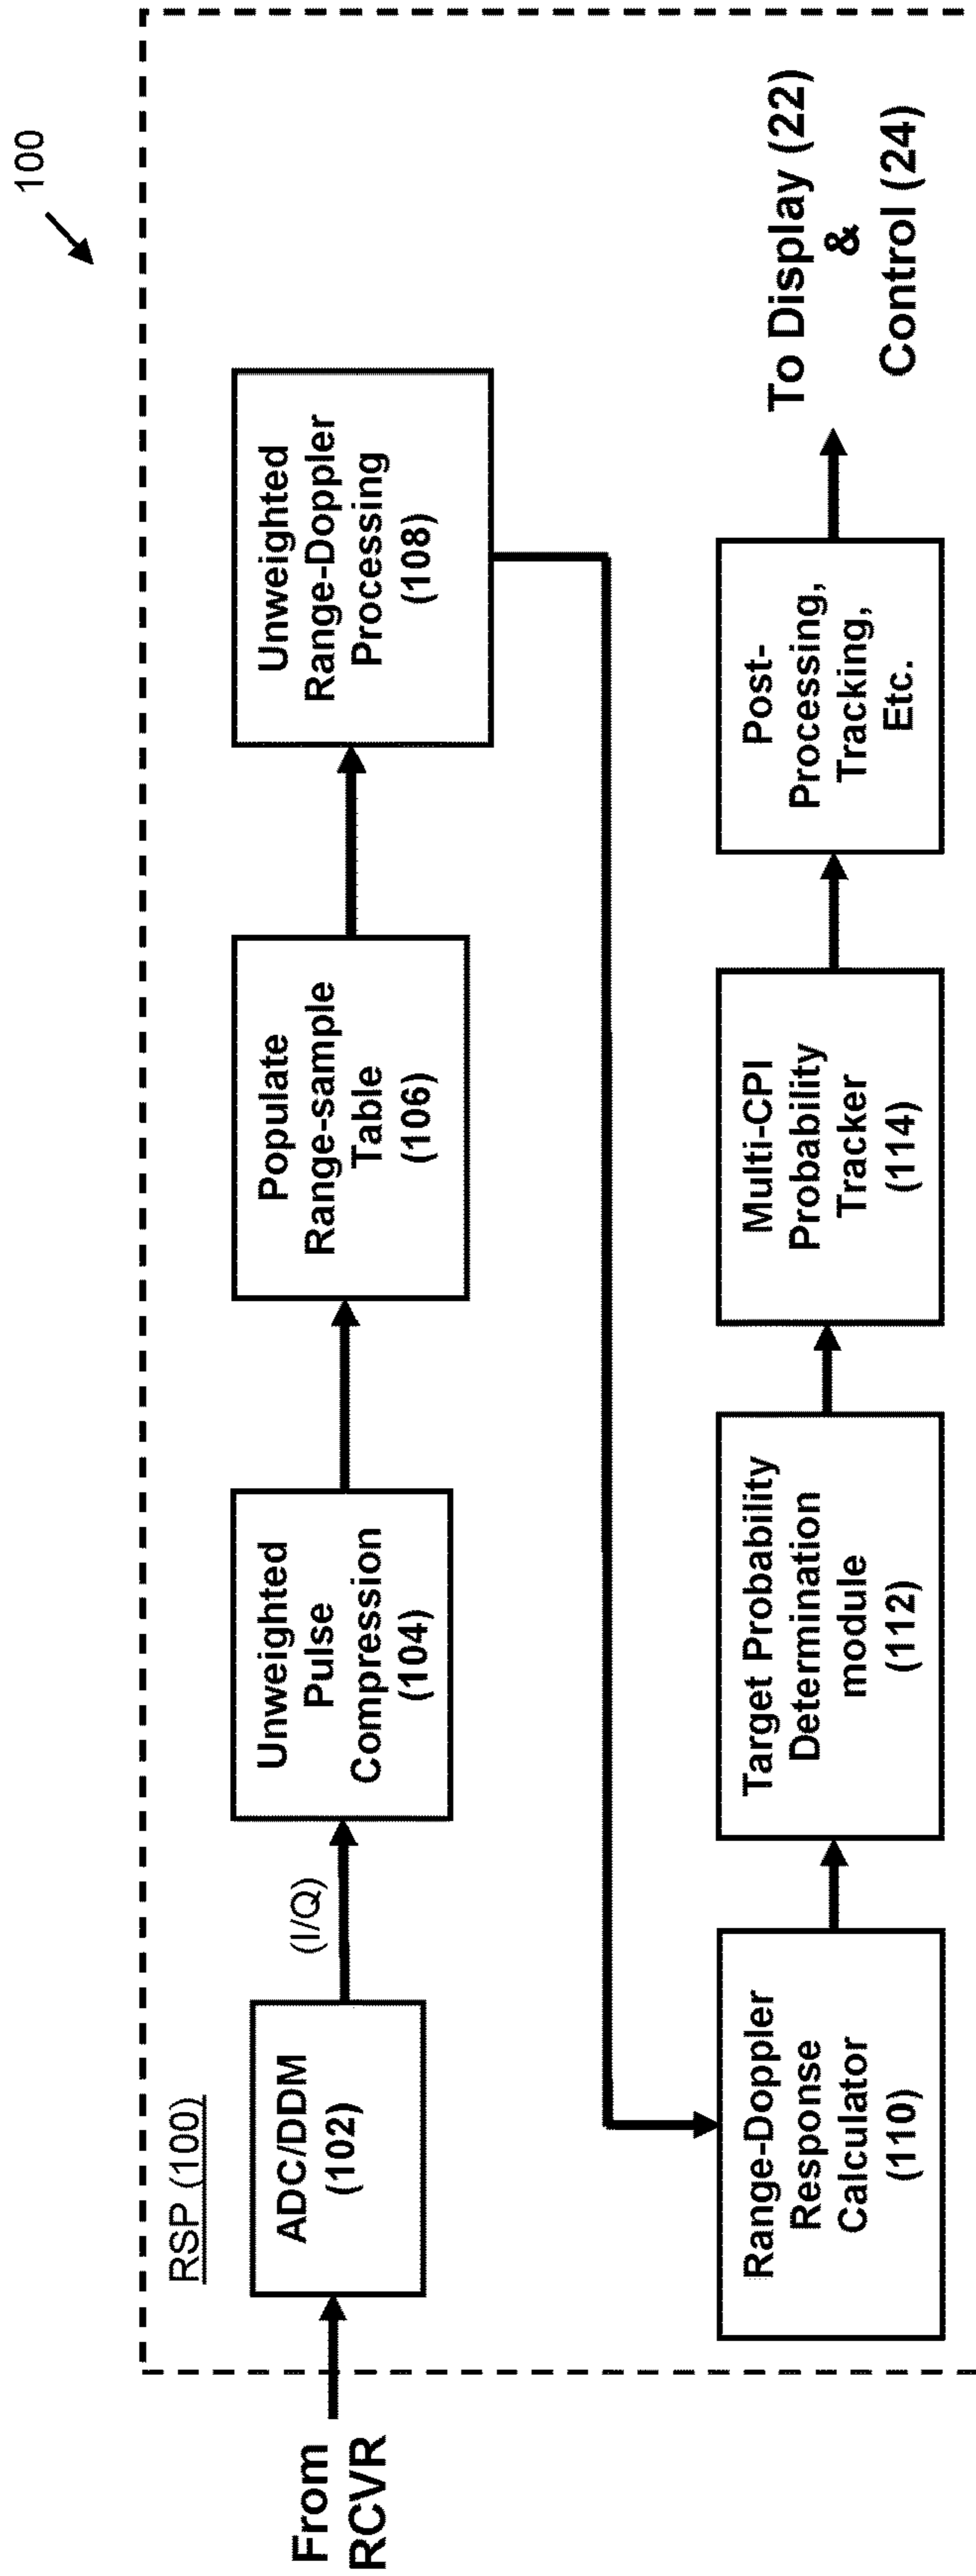 100
RSP (100)
From
RCVR
ADC/DDM
(102)
(I/Q)
Unweighted
Pulse
Compression
(104)
Populate
Range-sample
Table
(106)
Unweighted
Range-Doppler
Processing
(108)
Range-Doppler
Response
Calculator
(110)
Target Probability
Determination
module
(112)
Multi-CPI
Probability
Tracker
(114)
Post-
Processing,
Tracking,
Etc.
To Display (22)
&
Control (24)